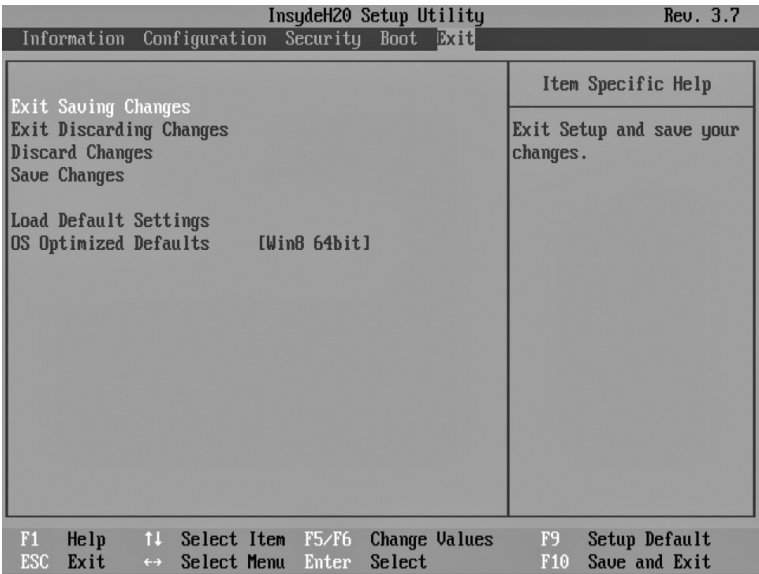 InsydeH20 Setup Utility Rev. 3.7
Information Configuration Security Boot Exit
Item Specific Help
Exit Saving Changes
Exit Discarding Changes
Discard Changes
Save Changes
Load Default Settings
OS Optimized Defaults [Win8 64bit]
Exit Setup and save your
changes.
F1 Help ↑↓ Select Item F5/F6 Change Values F9 Setup Default
ESC Exit ↔ Select Menu Enter Select F10 Save and Exit